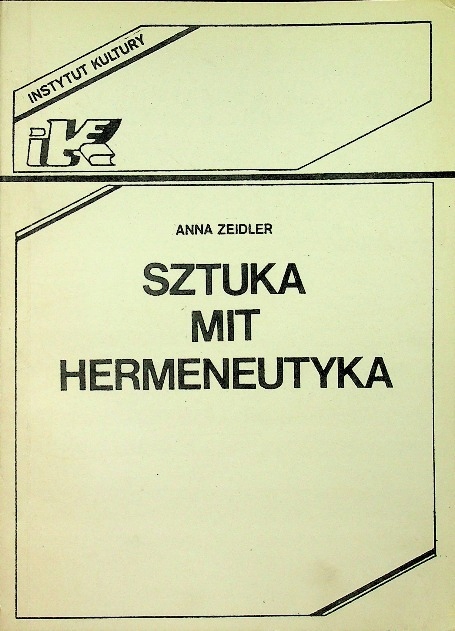 INSTYTUT KULTURY
ANNA ZEIDLER
SZTUKA
MIT
HERMENEUTYKA